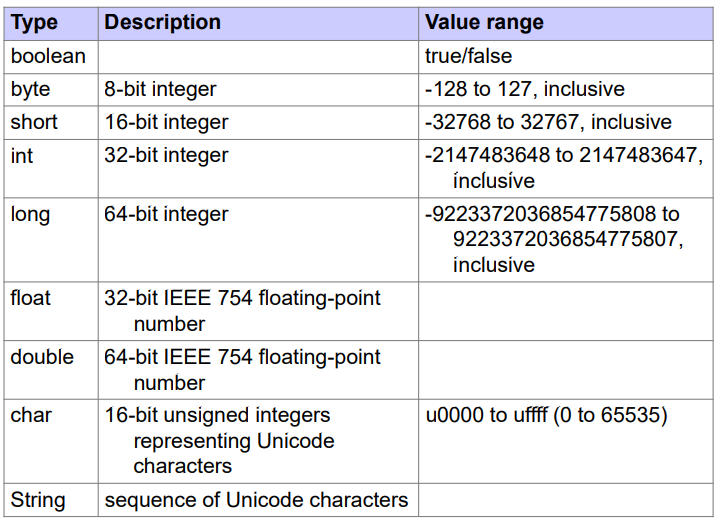 Type Description Value range
boolean true/false
byte 8-bit integer -128 to 127, inclusive
short 16-bit integer -32768 to 32767, inclusive
int 32-bit integer -2147483648 to 2147483647,
ínclusíve
long 64-bit integer -9223372036854775808 to
9223372036854775807,
inclusive
float 32-bit IEEE 754 floating-point
number
double 64-bit IEEE 754 floating-point
number
char 16-bit unsigned integers u0000 to uffff (0 to 65535)
representing Unicode
characters
String sequence of Unicode characters